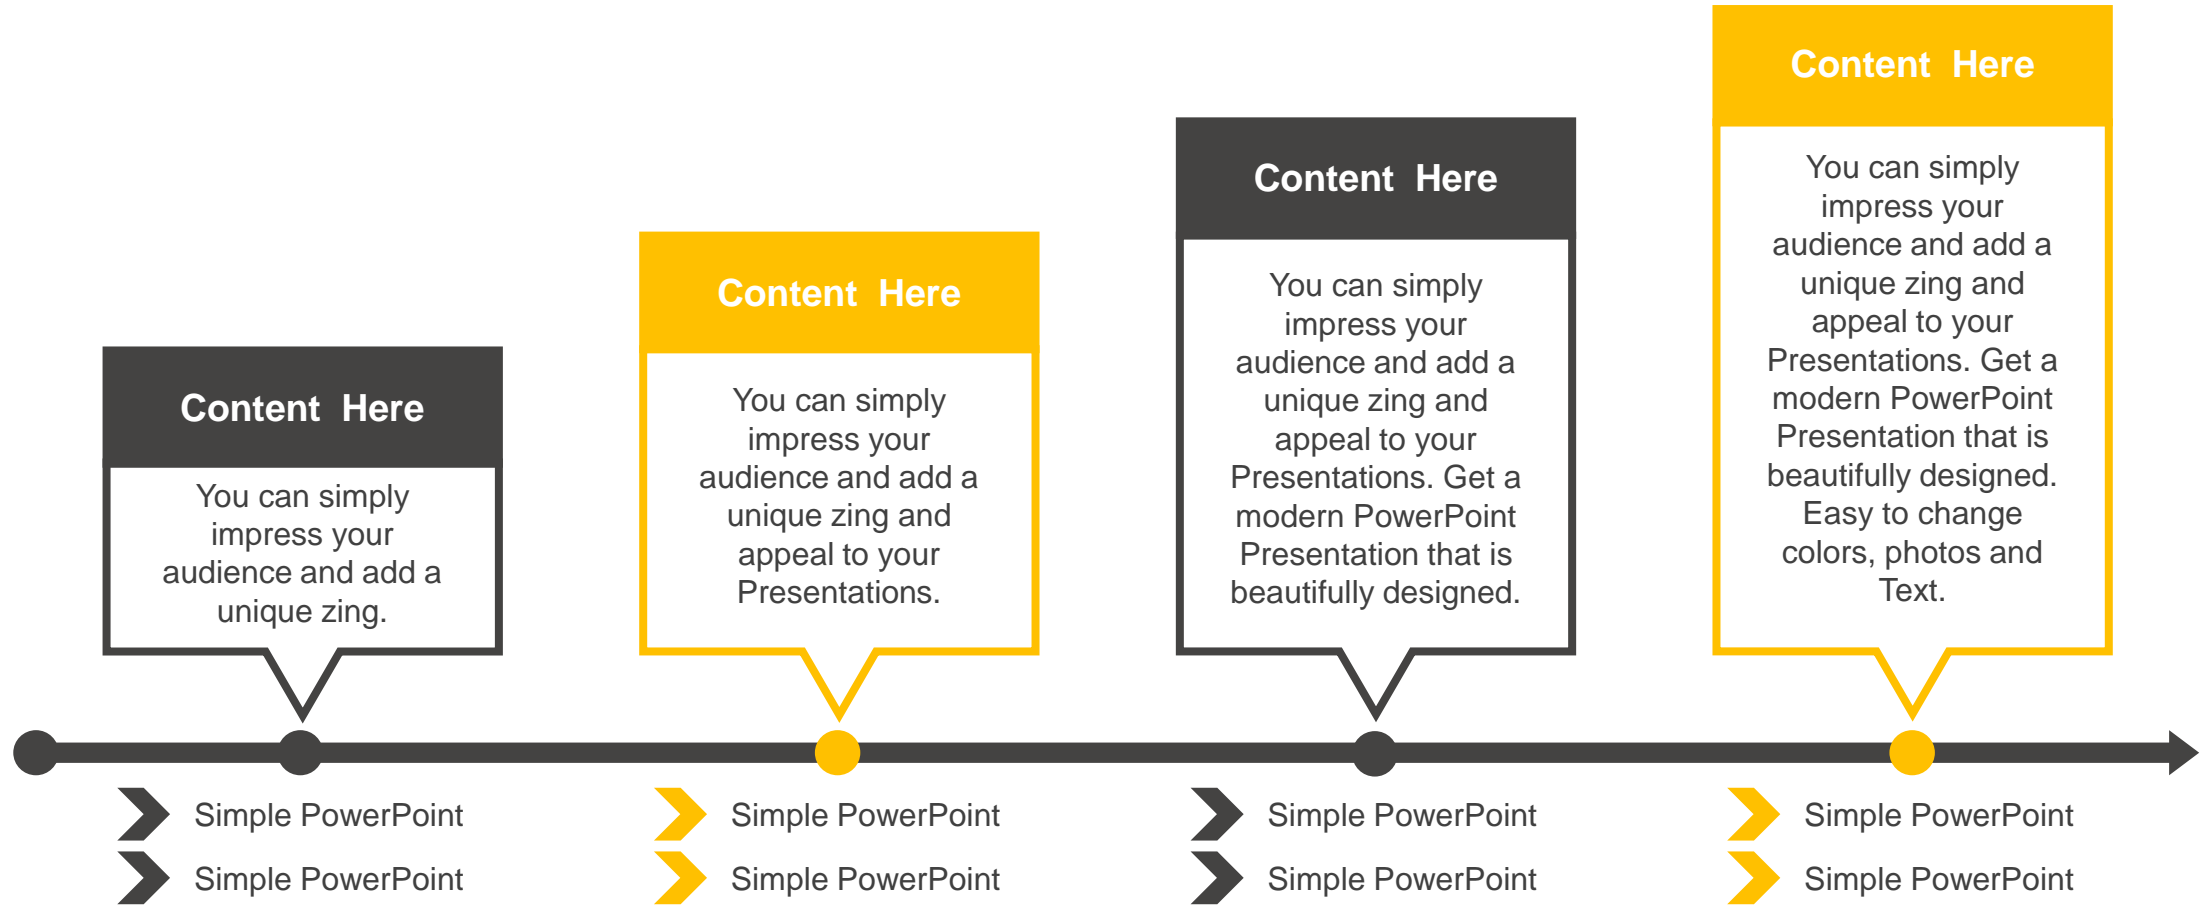 Content Here
You can simply
impress your
audience and add a
unique zing.
Simple PowerPoint
Simple PowerPoint
Content Here
You can simply
impress your
audience and add a
unique zing and
appeal to your
Presentations.
Simple PowerPoint
Simple PowerPoint
Content Here
You can simply
impress your
audience and add a
unique zing and
appeal to your
Presentations. Get a
modern PowerPoint
Presentation that is
beautifully designed.
Simple PowerPoint
Simple PowerPoint
Content Here
You can simply
impress your
audience and add a
unique zing and
appeal to your
Presentations. Get a
modern PowerPoint
Presentation that is
beautifully designed.
Easy to change
colors, photos and
Text.
Simple PowerPoint
Simple PowerPoint